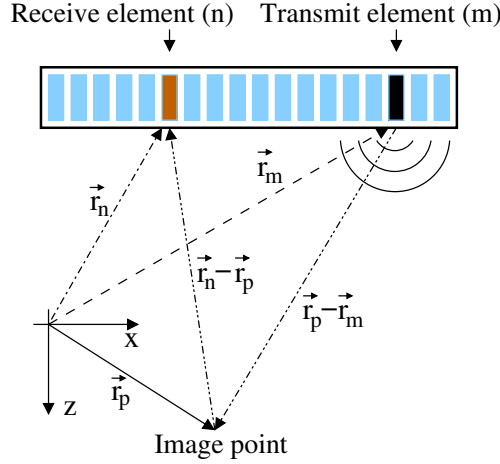 Receive element (n) Transmit element (m)
r⃗ₘ
r⃗ₙ
r⃗ₙ−r⃗ₚ
r⃗ₚ−r⃗ₘ
x
r⃗ₚ
z
Image point